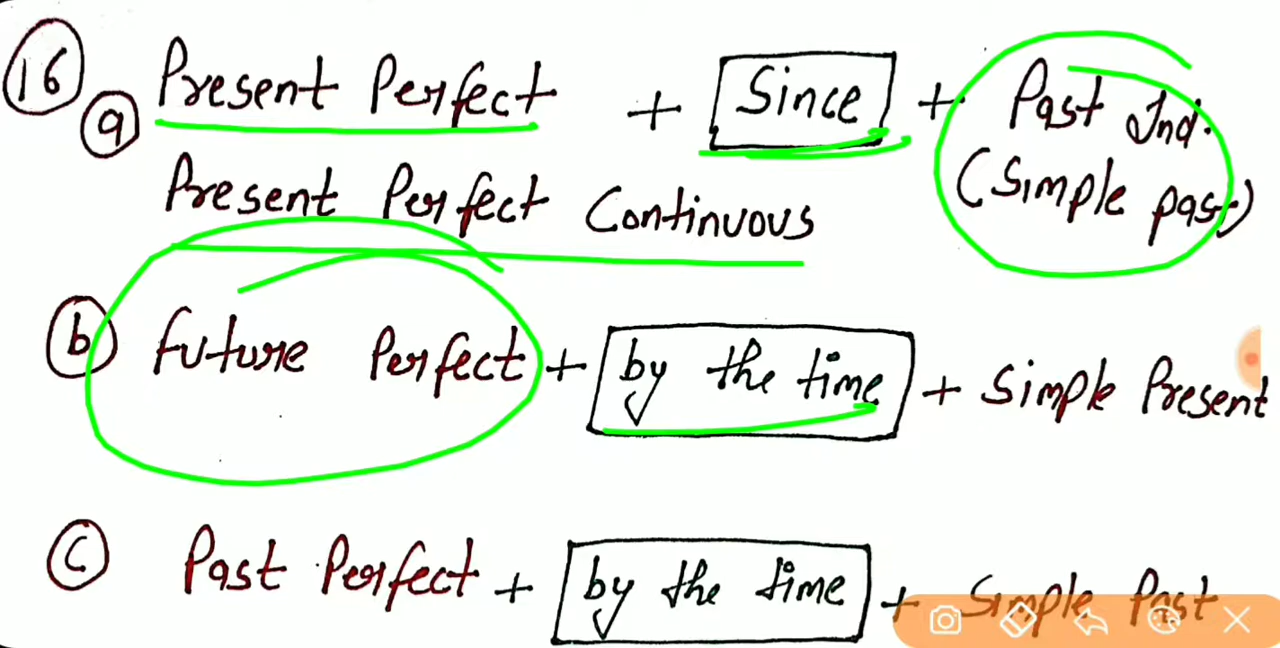 16 a Present Perfect + Since + Past Ind.
Present Perfect Continuous (Simple past)
b future Perfect + by the time + Simple Present
c Past Perfect + by the time + Simple Past